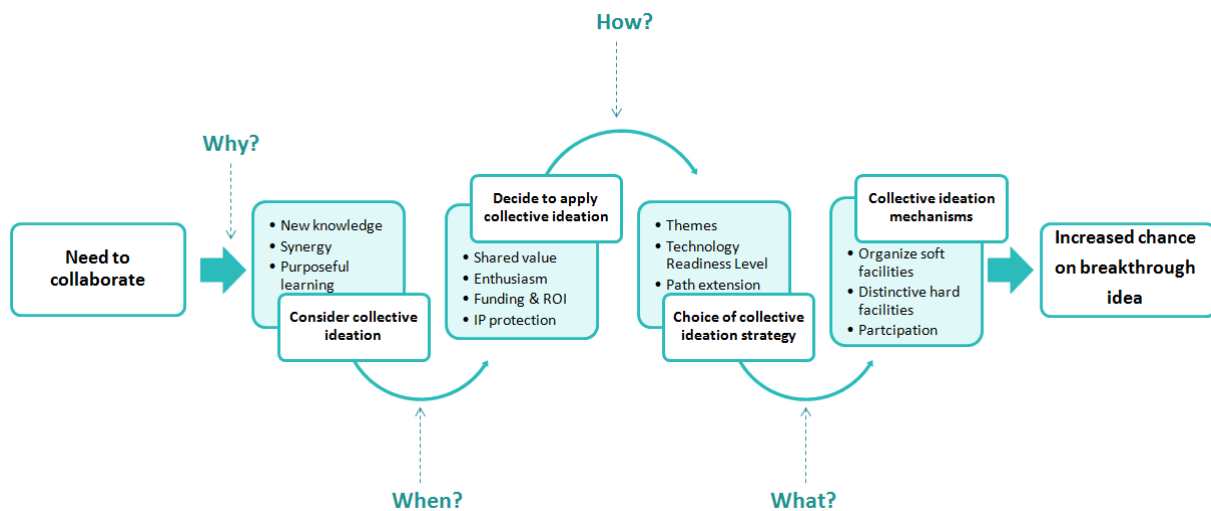 How?
Why?
Need to
collaborate
• New knowledge
• Synergy
• Purposeful
learning
Consider collective
ideation
Decide to apply
collective ideation
• Shared value
• Enthusiasm
• Funding & ROI
• IP protection
• Themes
• Technology
Readiness Level
• Path extension
Choice of collective
ideation strategy
Collective ideation
mechanisms
• Organize soft
facilities
• Distinctive hard
facilities
• Partcipation
Increased chance
on breakthrough
idea
When?
What?